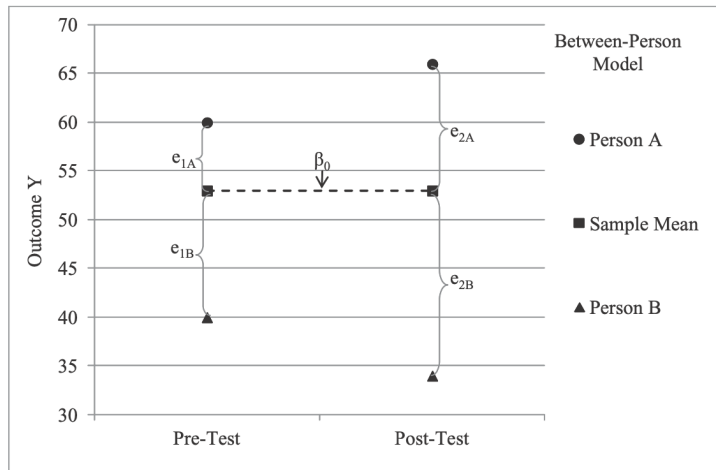 70
65
60
55
50
45
40
35
30
Outcome Y
e1A
e1B
β0
e2A
e2B
Pre-Test
Post-Test
Between-Person
Model
Person A
Sample Mean
Person B